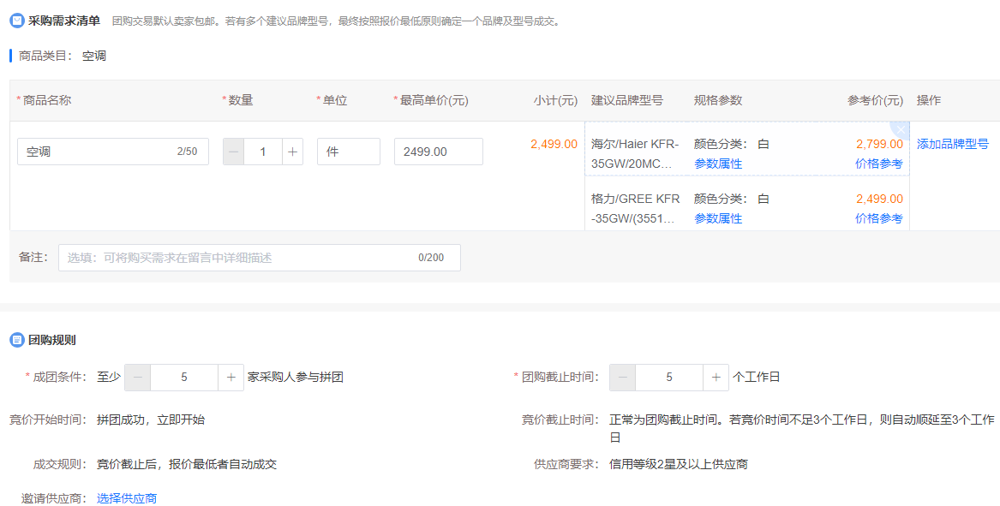 采购需求清单 团购交易默认卖家包邮。若有多个建议品牌型号，最终按照报价最低原则确定一个品牌及型号成交。
商品类目： 空调
*商品名称 *数量 *单位 *最高单价(元) 小计(元) 建议品牌型号 规格参数 参考价(元) 操作
空调 2/50 － 1 ＋ 件 2499.00 2,499.00 海尔/Haier KFR- 颜色分类： 白 2,799.00 添加品牌型号
35GW/20MC... 参数属性 价格参考
格力/GREE KFR 颜色分类： 白 2,499.00
-35GW/(3551... 参数属性 价格参考
备注： 选填：可将购买需求在留言中详细描述 0/200
团购规则
*成团条件： 至少 － 5 ＋ 家采购人参与拼团 *团购截止时间： － 5 ＋ 个工作日
竞价开始时间： 拼团成功，立即开始 竞价截止时间： 正常为团购截止时间。若竞价时间不足3个工作日，则自动顺延至3个工作
日
成交规则： 竞价截止后，报价最低者自动成交 供应商要求： 信用等级2星及以上供应商
邀请供应商： 选择供应商